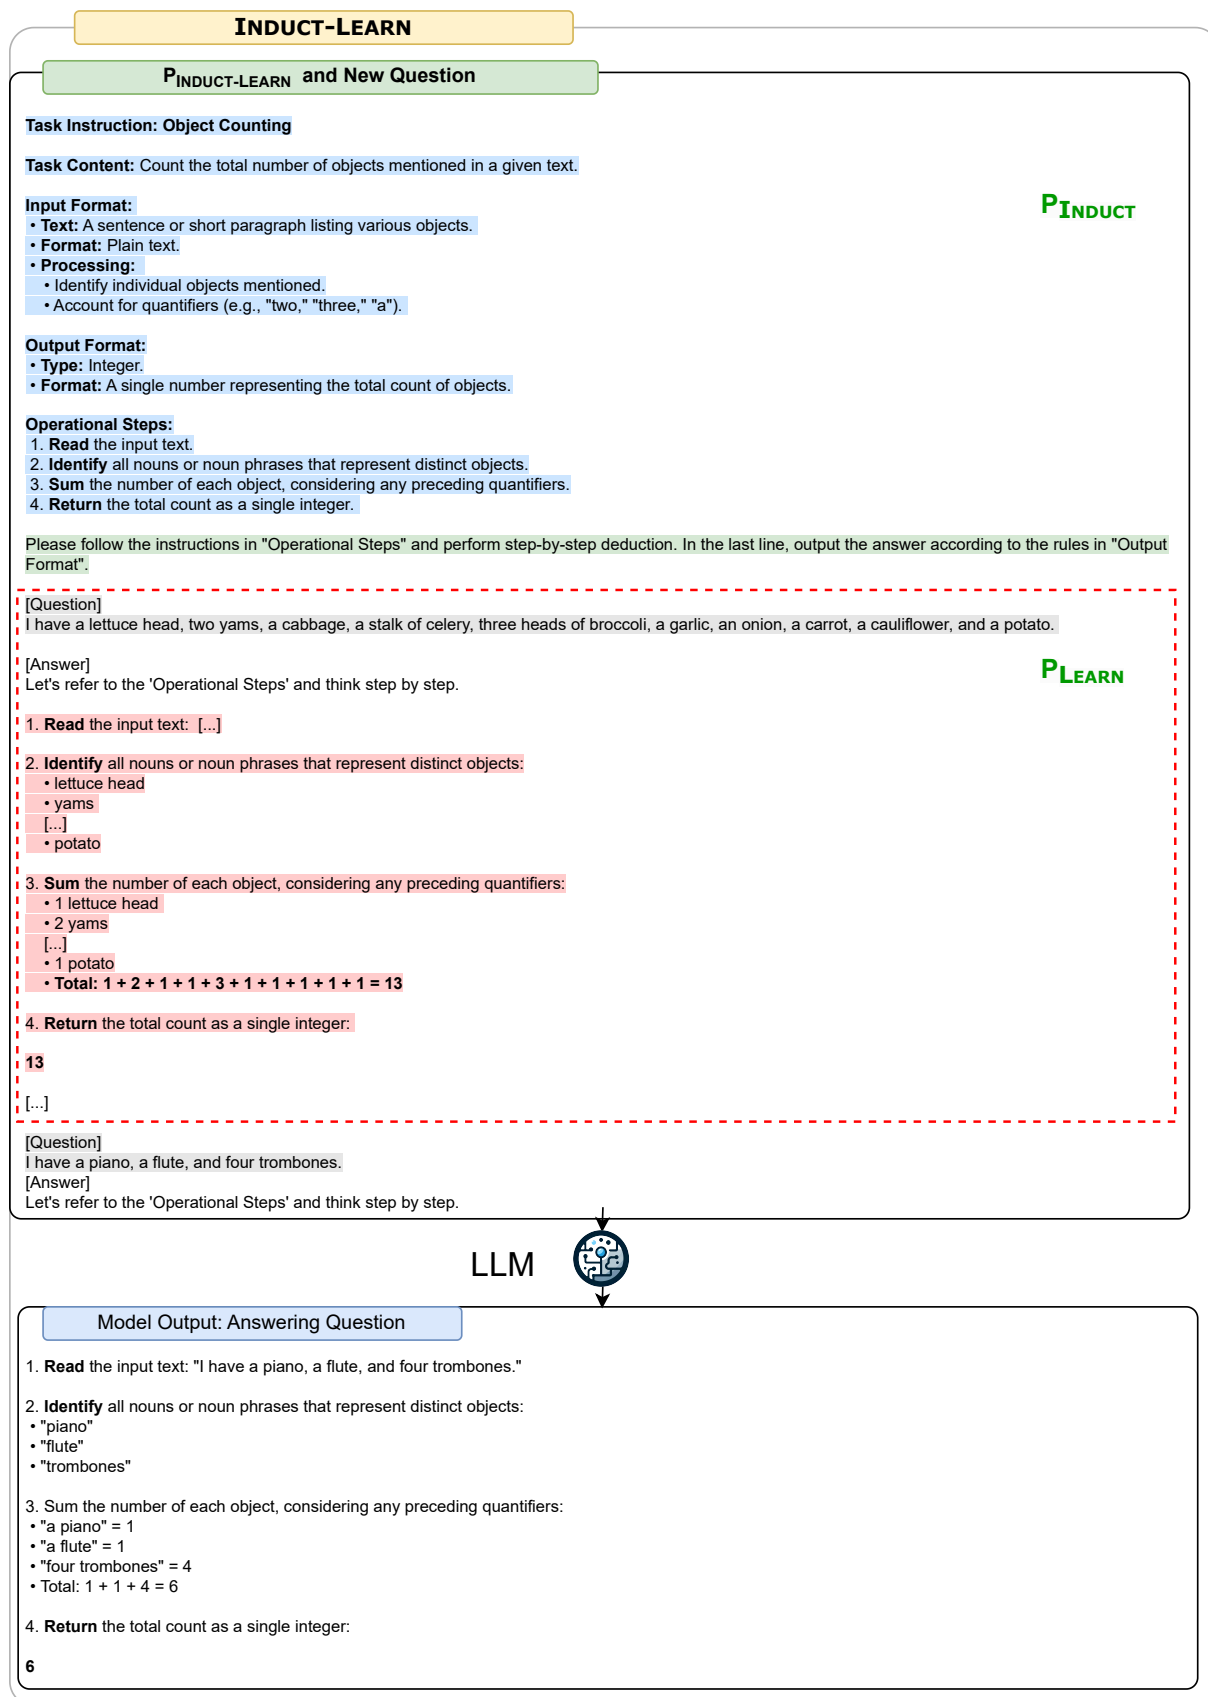 INDUCT-LEARN
PINDUCT-LEARN and New Question
Task Instruction: Object Counting
Task Content: Count the total number of objects mentioned in a given text.
Input Format:
• Text: A sentence or short paragraph listing various objects.
• Format: Plain text.
• Processing:
• Identify individual objects mentioned.
• Account for quantifiers (e.g., "two," "three," "a").
PINDUCT
Output Format:
• Type: Integer.
• Format: A single number representing the total count of objects.
Operational Steps:
1. Read the input text.
2. Identify all nouns or noun phrases that represent distinct objects.
3. Sum the number of each object, considering any preceding quantifiers.
4. Return the total count as a single integer.
Please follow the instructions in "Operational Steps" and perform step-by-step deduction. In the last line, output the answer according to the rules in "Output
Format".
[Question]
I have a lettuce head, two yams, a cabbage, a stalk of celery, three heads of broccoli, a garlic, an onion, a carrot, a cauliflower, and a potato.
[Answer]
Let's refer to the 'Operational Steps' and think step by step.
PLEARN
1. Read the input text: [...]
2. Identify all nouns or noun phrases that represent distinct objects:
• lettuce head
• yams
[...]
• potato
3. Sum the number of each object, considering any preceding quantifiers:
• 1 lettuce head
• 2 yams
[...]
• 1 potato
• Total: 1 + 2 + 1 + 1 + 3 + 1 + 1 + 1 + 1 + 1 = 13
4. Return the total count as a single integer:
13
[...]
[Question]
I have a piano, a flute, and four trombones.
[Answer]
Let's refer to the 'Operational Steps' and think step by step.
LLM
Model Output: Answering Question
1. Read the input text: "I have a piano, a flute, and four trombones."
2. Identify all nouns or noun phrases that represent distinct objects:
• "piano"
• "flute"
• "trombones"
3. Sum the number of each object, considering any preceding quantifiers:
• "a piano" = 1
• "a flute" = 1
• "four trombones" = 4
• Total: 1 + 1 + 4 = 6
4. Return the total count as a single integer:
6